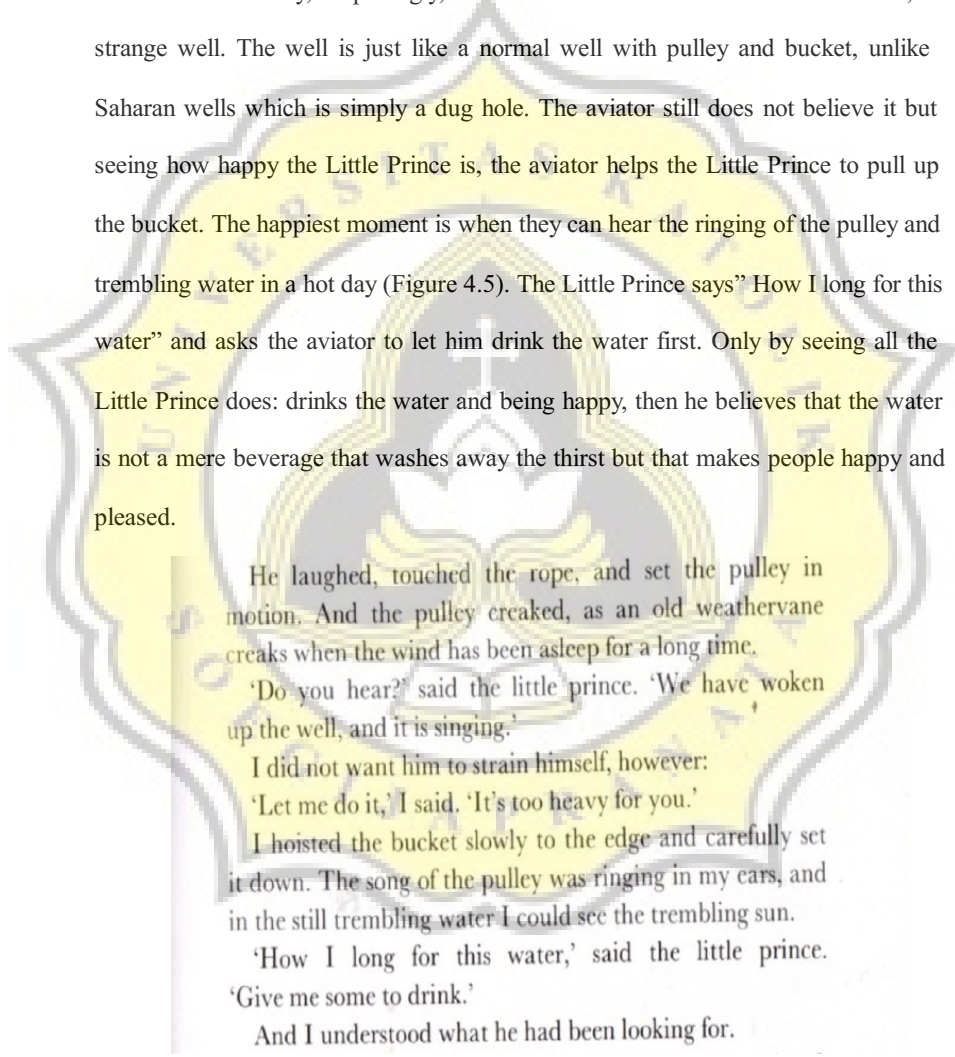 strange well. The well is just like a normal well with pulley and bucket, unlike
Saharan wells which is simply a dug hole. The aviator still does not believe it but
seeing how happy the Little Prince is, the aviator helps the Little Prince to pull up
the bucket. The happiest moment is when they can hear the ringing of the pulley and
trembling water in a hot day (Figure 4.5). The Little Prince says” How I long for this
water” and asks the aviator to let him drink the water first. Only by seeing all the
Little Prince does: drinks the water and being happy, then he believes that the water
is not a mere beverage that washes away the thirst but that makes people happy and
pleased.
He laughed, touched the rope, and set the pulley in
motion. And the pulley creaked, as an old weathervane
creaks when the wind has been asleep for a long time.
‘Do you hear?’ said the little prince. ‘We have woken
up the well, and it is singing.’
I did not want him to strain himself, however:
‘Let me do it,’ I said. ‘It’s too heavy for you.’
I hoisted the bucket slowly to the edge and carefully set
it down. The song of the pulley was ringing in my ears, and
in the still trembling water I could see the trembling sun.
‘How I long for this water,’ said the little prince.
‘Give me some to drink.’
And I understood what he had been looking for.
UNIVERSITAS KATOLIK
SOEGIJAPRANATA